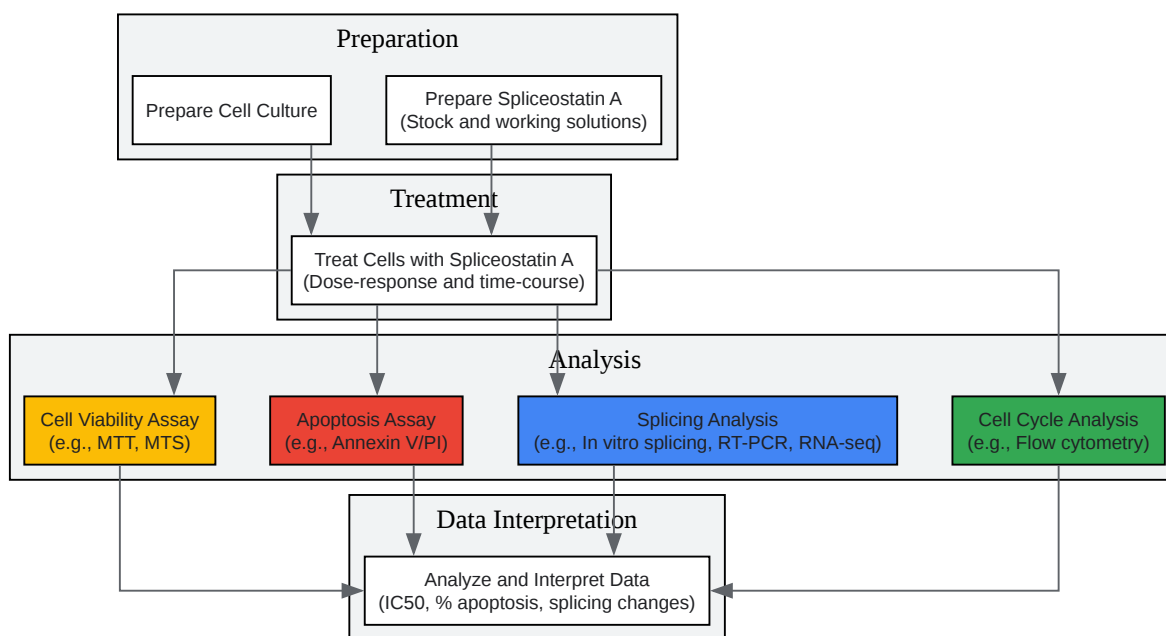 Preparation
Prepare Cell Culture
Prepare Spliceostatin A
(Stock and working solutions)
Treatment
Treat Cells with Spliceostatin A
(Dose-response and time-course)
Analysis
Cell Viability Assay
(e.g., MTT, MTS)
Apoptosis Assay
(e.g., Annexin V/PI)
Splicing Analysis
(e.g., In vitro splicing, RT-PCR, RNA-seq)
Cell Cycle Analysis
(e.g., Flow cytometry)
Data Interpretation
Analyze and Interpret Data
(IC50, % apoptosis, splicing changes)